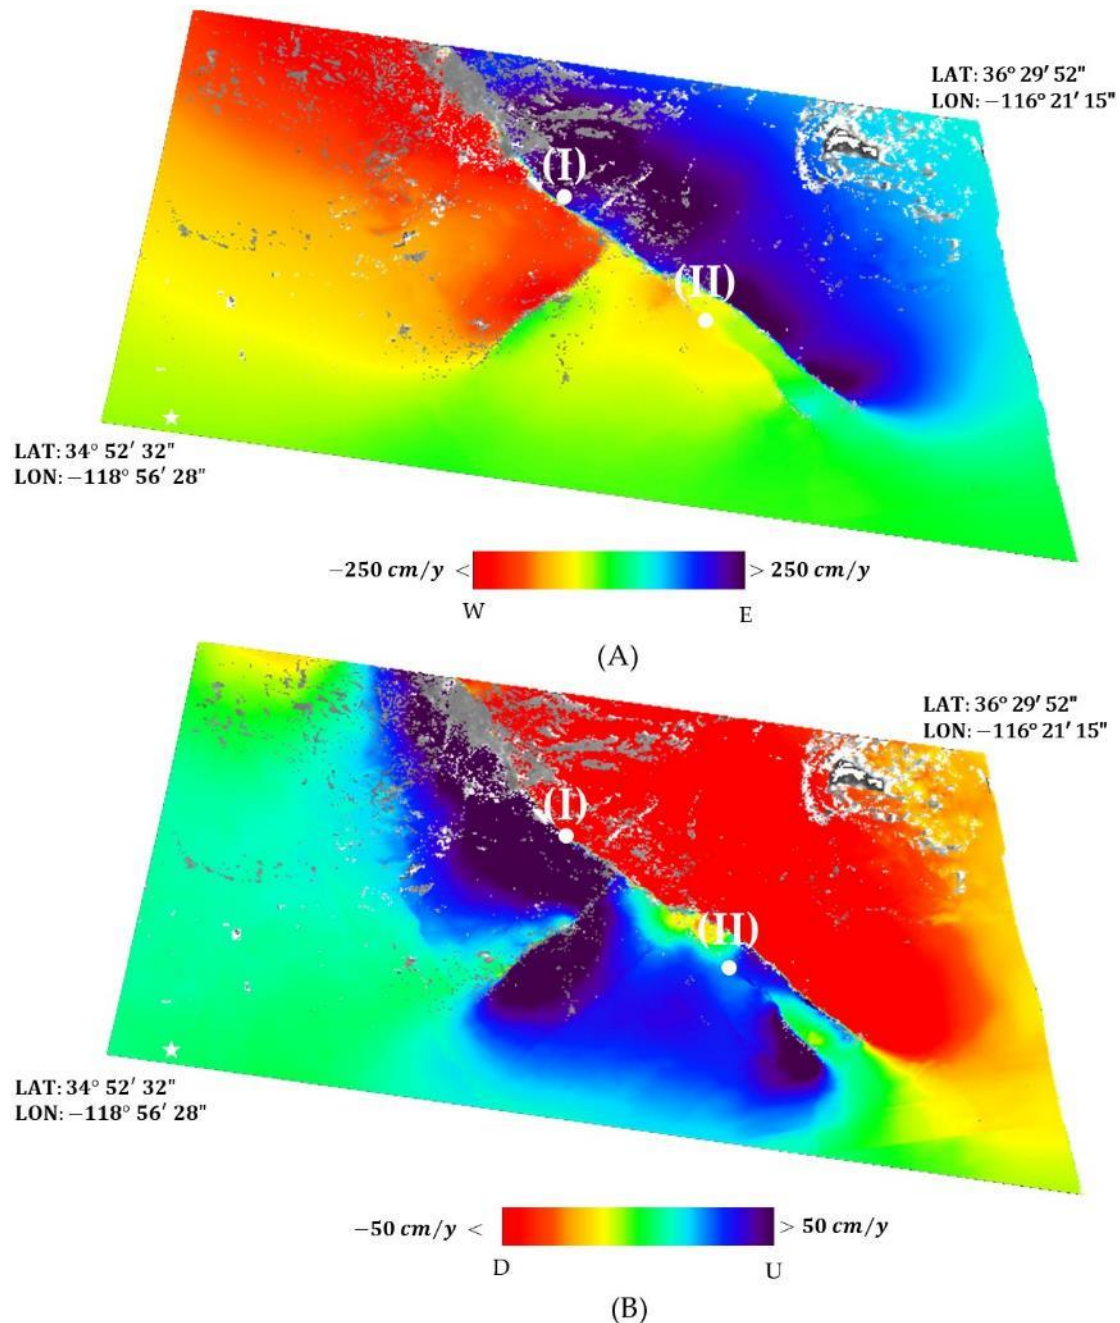 LAT: 36° 29′ 52"
LON: −116° 21′ 15"
(I)
(II)
LAT: 34° 52′ 32"
LON: −118° 56′ 28"
−250 cm/y < > 250 cm/y
W E
(A)
LAT: 36° 29′ 52"
LON: −116° 21′ 15"
(I)
(II)
LAT: 34° 52′ 32"
LON: −118° 56′ 28"
−50 cm/y < > 50 cm/y
D U
(B)